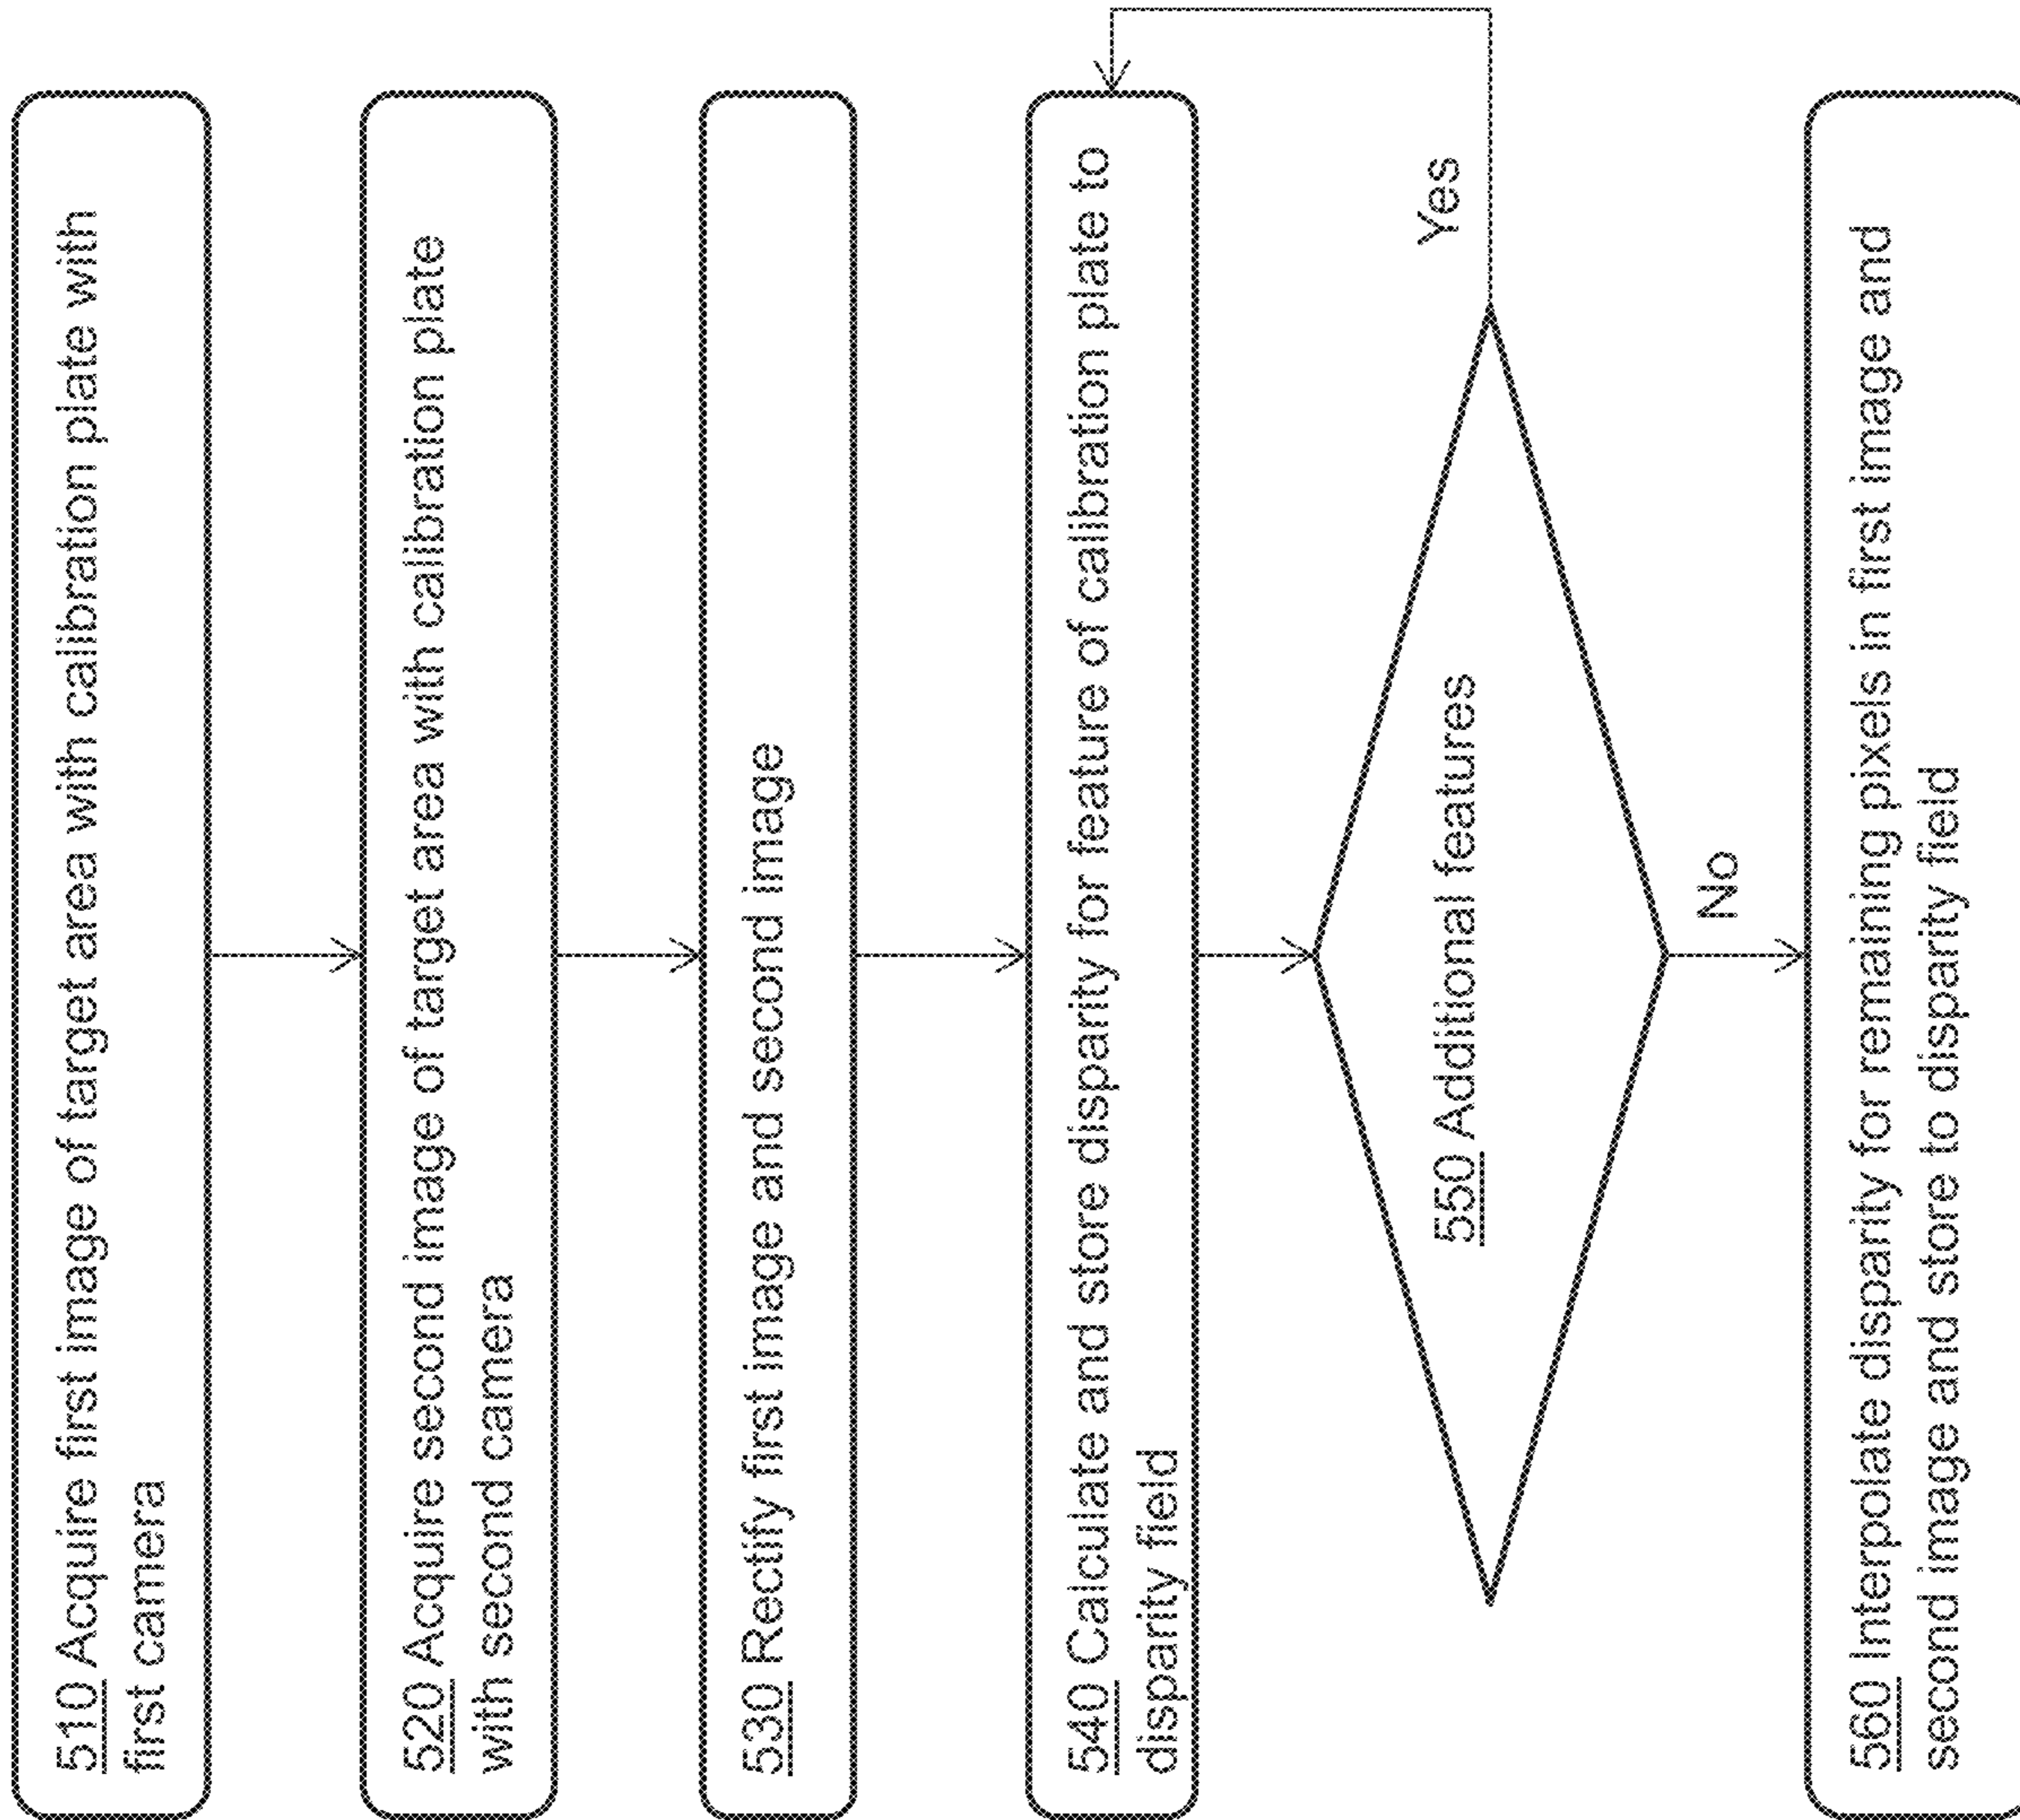 510 Acquire first image of target area with calibration plate with
first camera
520 Acquire second image of target area with calibration plate
with second camera
530 Rectify first image and second image
540 Calculate and store disparity for feature of calibration plate to
disparity field
550 Additional features
Yes
No
560 Interpolate disparity for remaining pixels in first image and
second image and store to disparity field